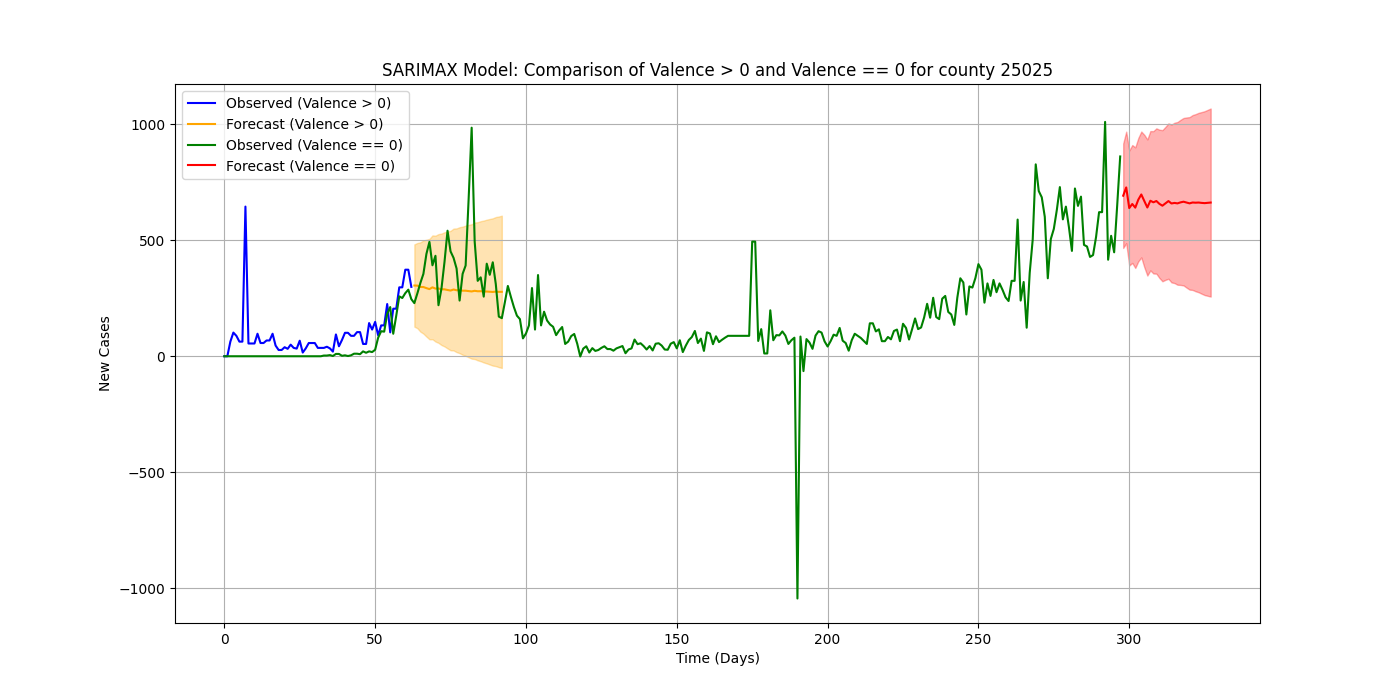 SARIMAX Model: Comparison of Valence > 0 and Valence == 0 for county 25025
Observed (Valence > 0)
Forecast (Valence > 0)
Observed (Valence == 0)
Forecast (Valence == 0)
New Cases
1000
500
0
−500
−1000
0 50 100 150 200 250 300
Time (Days)